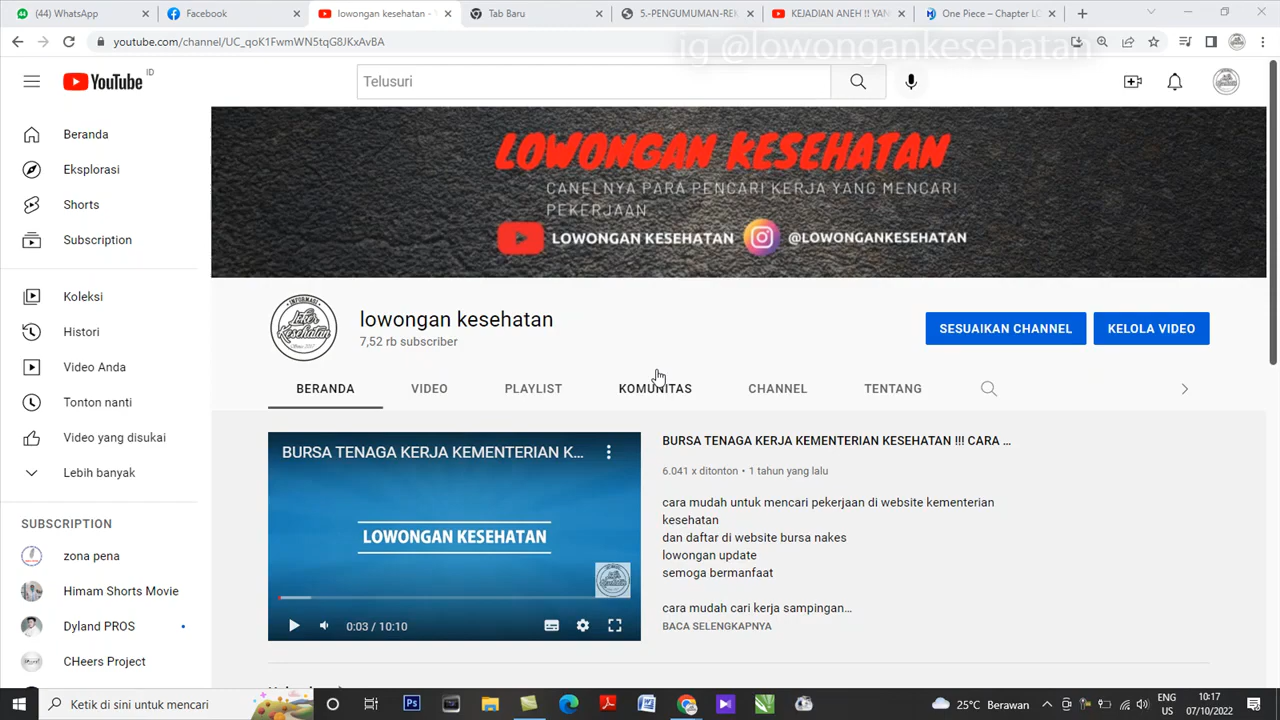 (44) WhatsApp
Facebook
lowongan kesehatan -
Tab Baru
5.-PENGUMUMAN-REK
KEJADIAN ANEH !! YAN
One Piece – Chapter
youtube.com/channel/UC_qoK1FwmWN5tqG8JKxAvBA
ig @lowongankesehatan
YouTube ID
Telusuri
Beranda
Eksplorasi
Shorts
Subscription
Koleksi
Histori
Video Anda
Tonton nanti
Video yang disukai
Lebih banyak
SUBSCRIPTION
zona pena
Himam Shorts Movie
Dyland PROS
CHeers Project
LOWONGAN KESEHATAN
CANELNYA PARA PENCARI KERJA YANG MENCARI
PEKERJAAN
LOWONGAN KESEHATAN @LOWONGANKESEHATAN
INFORMASI
Loker
Kesehatan
lowongan kesehatan
7,52 rb subscriber
SESUAIKAN CHANNEL
KELOLA VIDEO
BERANDA
VIDEO
PLAYLIST
KOMUNITAS
CHANNEL
TENTANG
BURSA TENAGA KERJA KEMENTERIAN K...
LOWONGAN KESEHATAN
0:03 / 10:10
BURSA TENAGA KERJA KEMENTERIAN KESEHATAN !!! CARA ...
6.041 x ditonton • 1 tahun yang lalu
cara mudah untuk mencari pekerjaan di website kementerian
kesehatan
dan daftar di website bursa nakes
lowongan update
semoga bermanfaat
cara mudah cari kerja sampingan...
BACA SELENGKAPNYA
Ketik di sini untuk mencari
25°C Berawan
ENG
US
10:17
07/10/2022